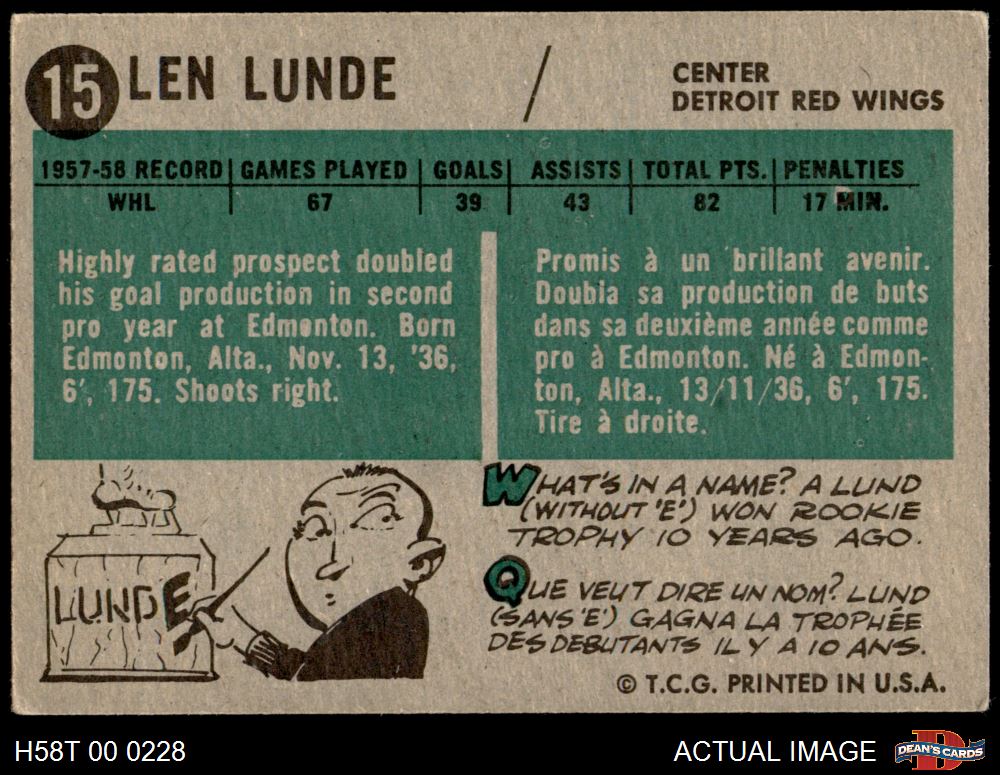 15 LEN LUNDE / CENTER
DETROIT RED WINGS
1957-58 RECORD GAMES PLAYED GOALS ASSISTS TOTAL PTS. PENALTIES
WHL 67 39 43 82 17 MIN.
Highly rated prospect doubled
his goal production in second
pro year at Edmonton. Born
Edmonton, Alta., Nov. 13, '36,
6', 175. Shoots right.
Promis à un brillant avenir.
Doubla sa production de buts
dans sa deuxième année comme
pro à Edmonton. Né à Edmon-
ton, Alta., 13/11/36, 6', 175.
Tire à droite.
LUNDE
WHAT'S IN A NAME? A LUND
(WITHOUT 'E') WON ROOKIE
TROPHY 10 YEARS AGO.
QUE VEUT DIRE UN NOM? LUND
(SANS 'E') GAGNA LA TROPHÉE
DES DEBUTANTS IL Y A 10 ANS.
© T.C.G. PRINTED IN U.S.A.
H58T 00 0228
ACTUAL IMAGE
D
DEAN'S CARDS